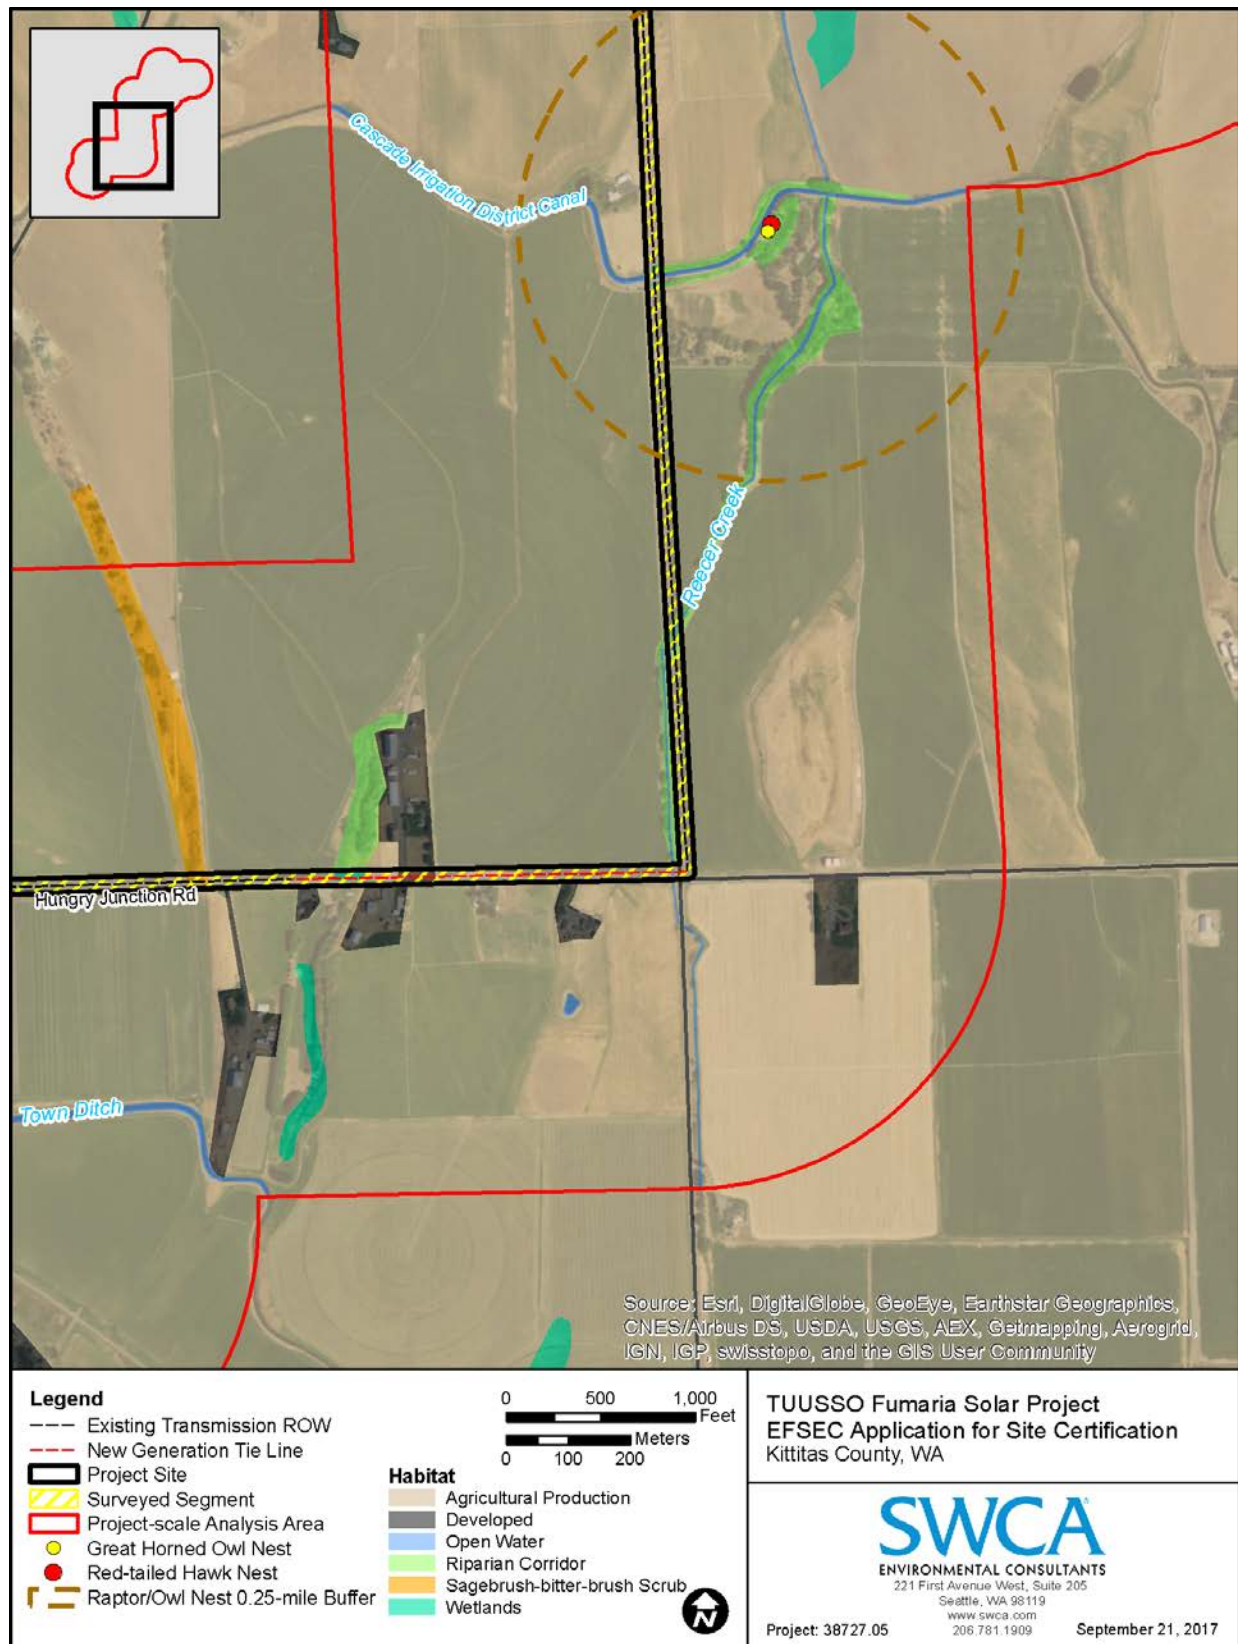 Cascade Irrigation District Canal
Reecer Creek
Hungry Junction Rd
Town Ditch
Source: Esri, DigitalGlobe, GeoEye, Earthstar Geographics,
CNES/Airbus DS, USDA, USGS, AEX, Getmapping, Aerogrid,
IGN, IGP, swisstopo, and the GIS User Community
Legend
Existing Transmission ROW
New Generation Tie Line
Project Site
Surveyed Segment
Project-scale Analysis Area
Great Horned Owl Nest
Red-tailed Hawk Nest
Raptor/Owl Nest 0.25-mile Buffer
0 500 1,000
Feet
Meters
0 100 200
Habitat
Agricultural Production
Developed
Open Water
Riparian Corridor
Sagebrush-bitter-brush Scrub
Wetlands
N
TUUSSO Fumaria Solar Project
EFSEC Application for Site Certification
Kittitas County, WA
SWCA®
ENVIRONMENTAL CONSULTANTS
221 First Avenue West, Suite 205
Seattle, WA 98119
www.swca.com
206.781.1909
Project: 38727.05
September 21, 2017